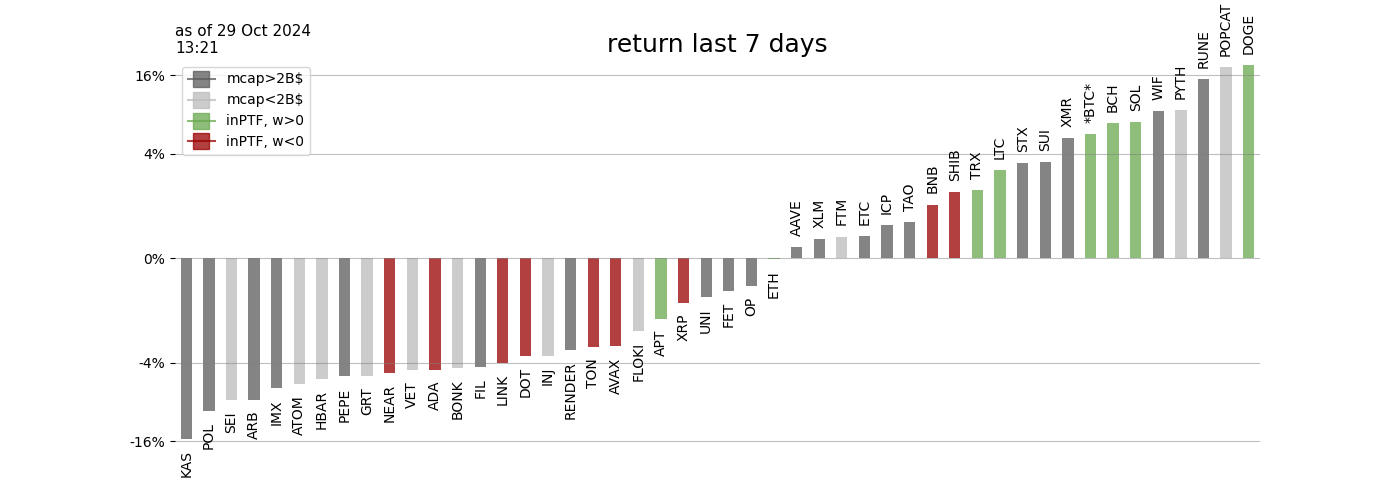 as of 29 Oct 2024
13:21
return last 7 days
mcap>2B$
mcap<2B$
inPTF, w>0
inPTF, w<0
16%
4%
0%
-4%
-16%
KAS
POL
SEI
ARB
IMX
ATOM
HBAR
PEPE
GRT
NEAR
VET
ADA
BONK
FIL
LINK
DOT
INJ
RENDER
TON
AVAX
FLOKI
APT
XRP
UNI
FET
OP
ETH
AAVE
XLM
FTM
ETC
ICP
TAO
BNB
SHIB
TRX
LTC
STX
SUI
XMR
*BTC*
BCH
SOL
WIF
PYTH
RUNE
POPCAT
DOGE